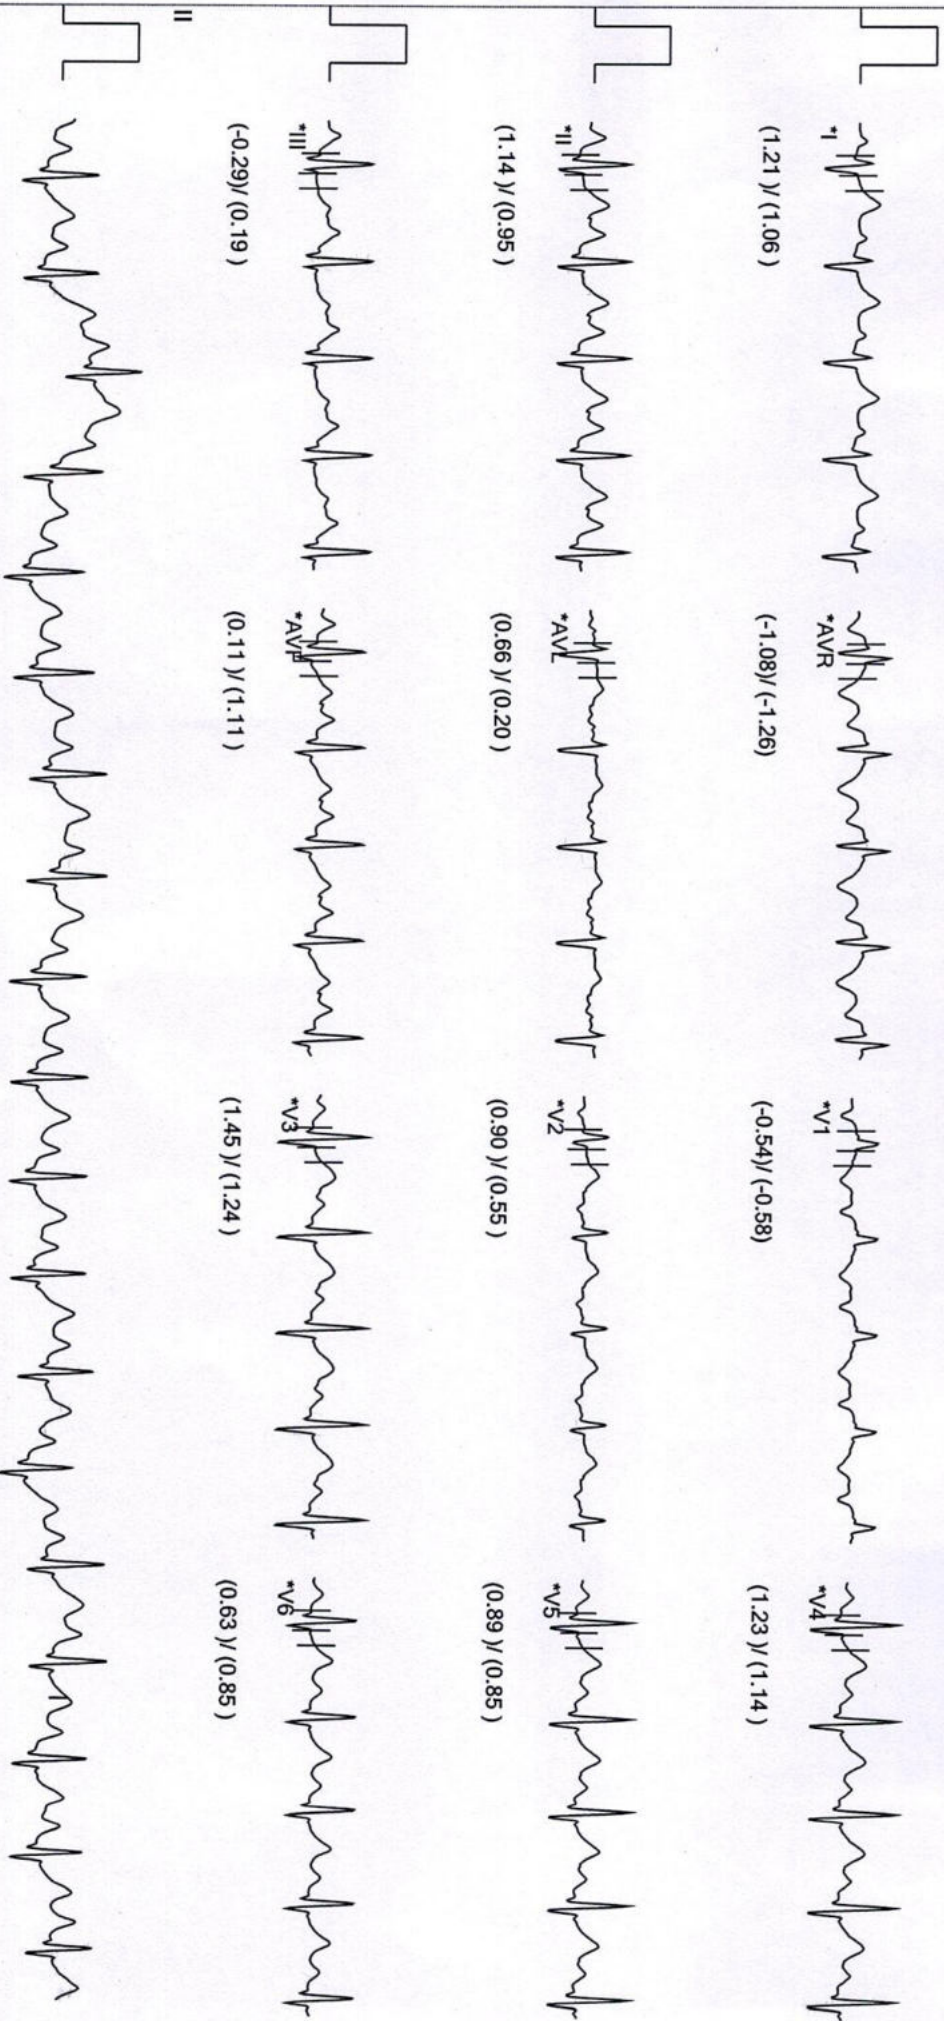 *I *AVR *V1 *V4
(1.21 )/ (1.06 ) (-1.08)/ (-1.26) (-0.54)/ (-0.58) (1.23 )/ (1.14 )
*II *AVL *V2 *V5
(1.14 )/ (0.95 ) (0.66 )/ (0.20 ) (0.90 )/ (0.55 ) (0.89 )/ (0.85 )
*III *AVF *V3 *V6
(-0.29)/ (0.19 ) (0.11 )/ (1.11 ) (1.45 )/ (1.24 ) (0.63 )/ (0.85 )
II